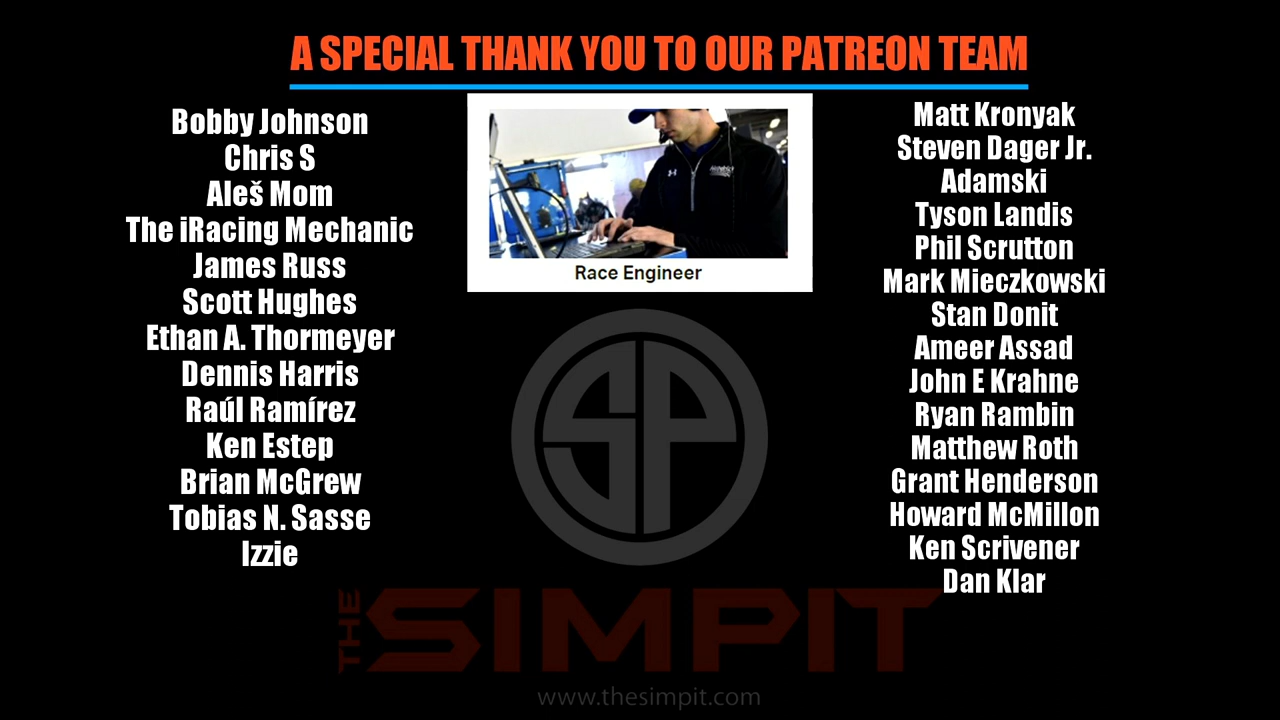 A SPECIAL THANK YOU TO OUR PATREON TEAM
Bobby Johnson
Chris S
Aleš Mom
The iRacing Mechanic
James Russ
Scott Hughes
Ethan A. Thormeyer
Dennis Harris
Raúl Ramírez
Ken Estep
Brian McGrew
Tobias N. Sasse
Izzie
Race Engineer
SP
THE SIMPIT
www.thesimpit.com
Matt Kronyak
Steven Dager Jr.
Adamski
Tyson Landis
Phil Scrutton
Mark Mieczkowski
Stan Donit
Ameer Assad
John E Krahne
Ryan Rambin
Matthew Roth
Grant Henderson
Howard McMillon
Ken Scrivener
Dan Klar